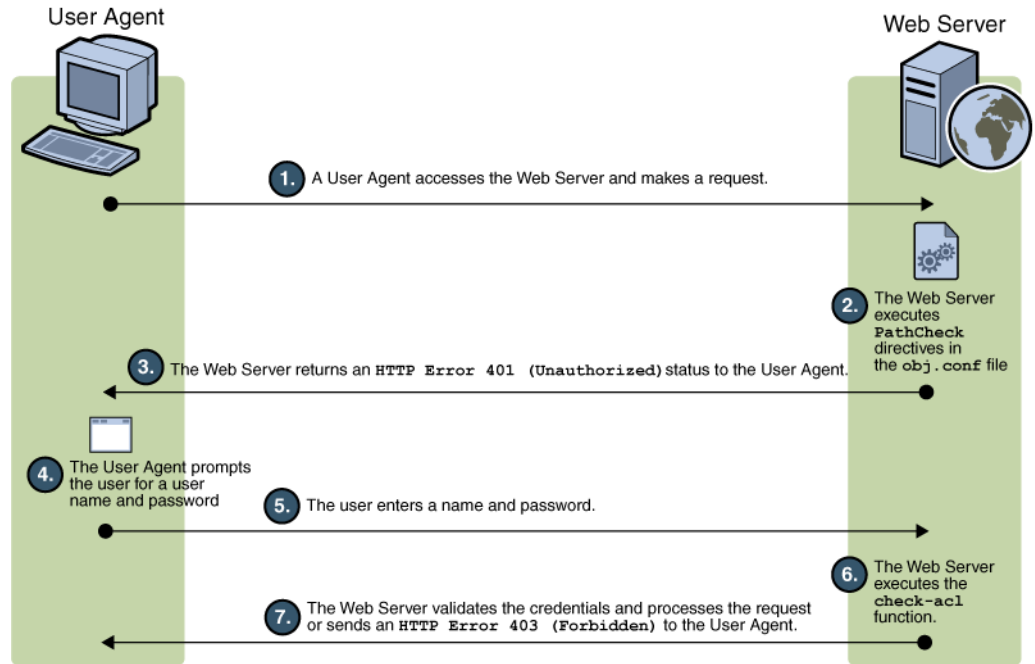 User Agent
Web Server
1. A User Agent accesses the Web Server and makes a request.
2. The Web Server
executes
PathCheck
directives in
the obj.conf file
3. The Web Server returns an HTTP Error 401 (Unauthorized) status to the User Agent.
4. The User Agent prompts
the user for a user
name and password
5. The user enters a name and password.
6. The Web Server
executes the
check-acl
function.
7. The Web Server validates the credentials and processes the request
or sends an HTTP Error 403 (Forbidden) to the User Agent.